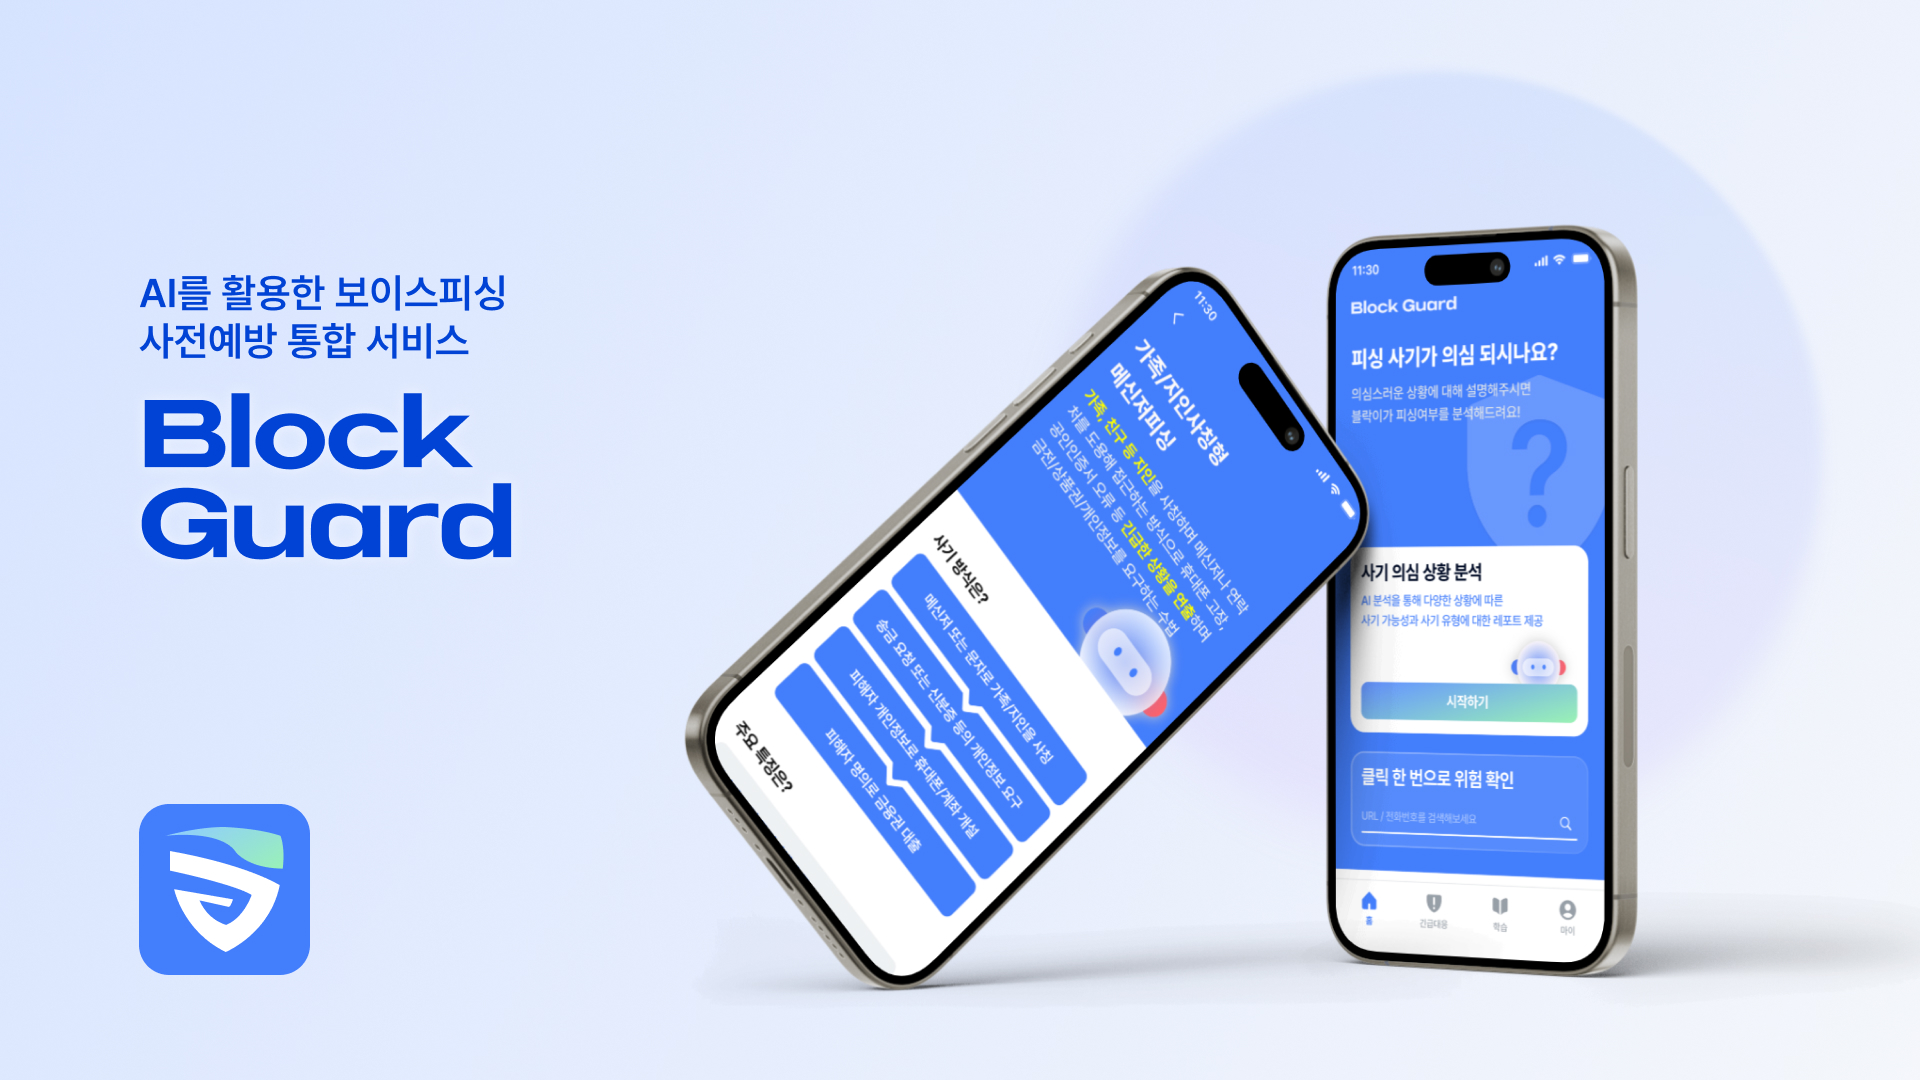 AI를 활용한 보이스피싱
사전예방 통합 서비스
Block
Guard
11:30
가족/지인사칭형
메신저피싱
가족, 친구 등 지인을 사칭하며 메신저나 연락
처를 도용해 접근하는 방식으로 휴대폰 고장,
공인인증서 오류 등 긴급한 상황을 연출하며
금전/상품권/개인정보를 요구하는 수법
사기 방식은?
메신저 또는 문자로 가족/지인을 사칭
송금 요청 또는 신분증 등의 개인정보 요구
피해자 개인정보로 휴대폰/계좌 개설
피해자 명의로 금융권 대출
주요 특징은?
11:30
Block Guard
피싱 사기가 의심 되시나요?
의심스러운 상황에 대해 설명해주시면
블락이가 피싱여부를 분석해드려요!
사기 의심 상황 분석
AI 분석을 통해 다양한 상황에 따른
사기 가능성과 사기 유형에 대한 레포트 제공
시작하기
클릭 한 번으로 위험 확인
URL / 전화번호를 검색해보세요
홈
긴급대응
학습
마이